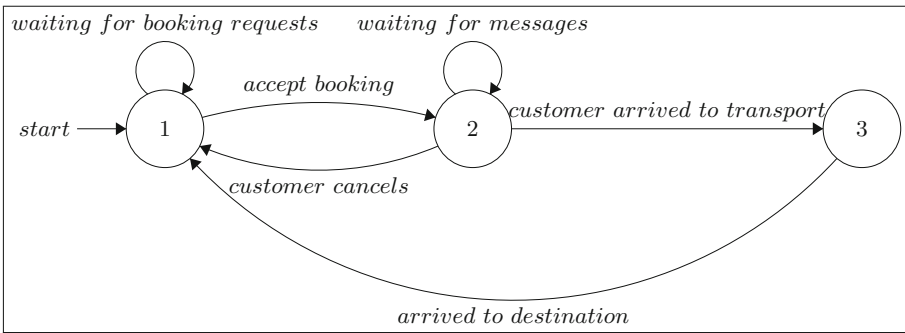 waiting for booking requests
waiting for messages
accept booking
customer arrived to transport
start
1
2
3
customer cancels
arrived to destination